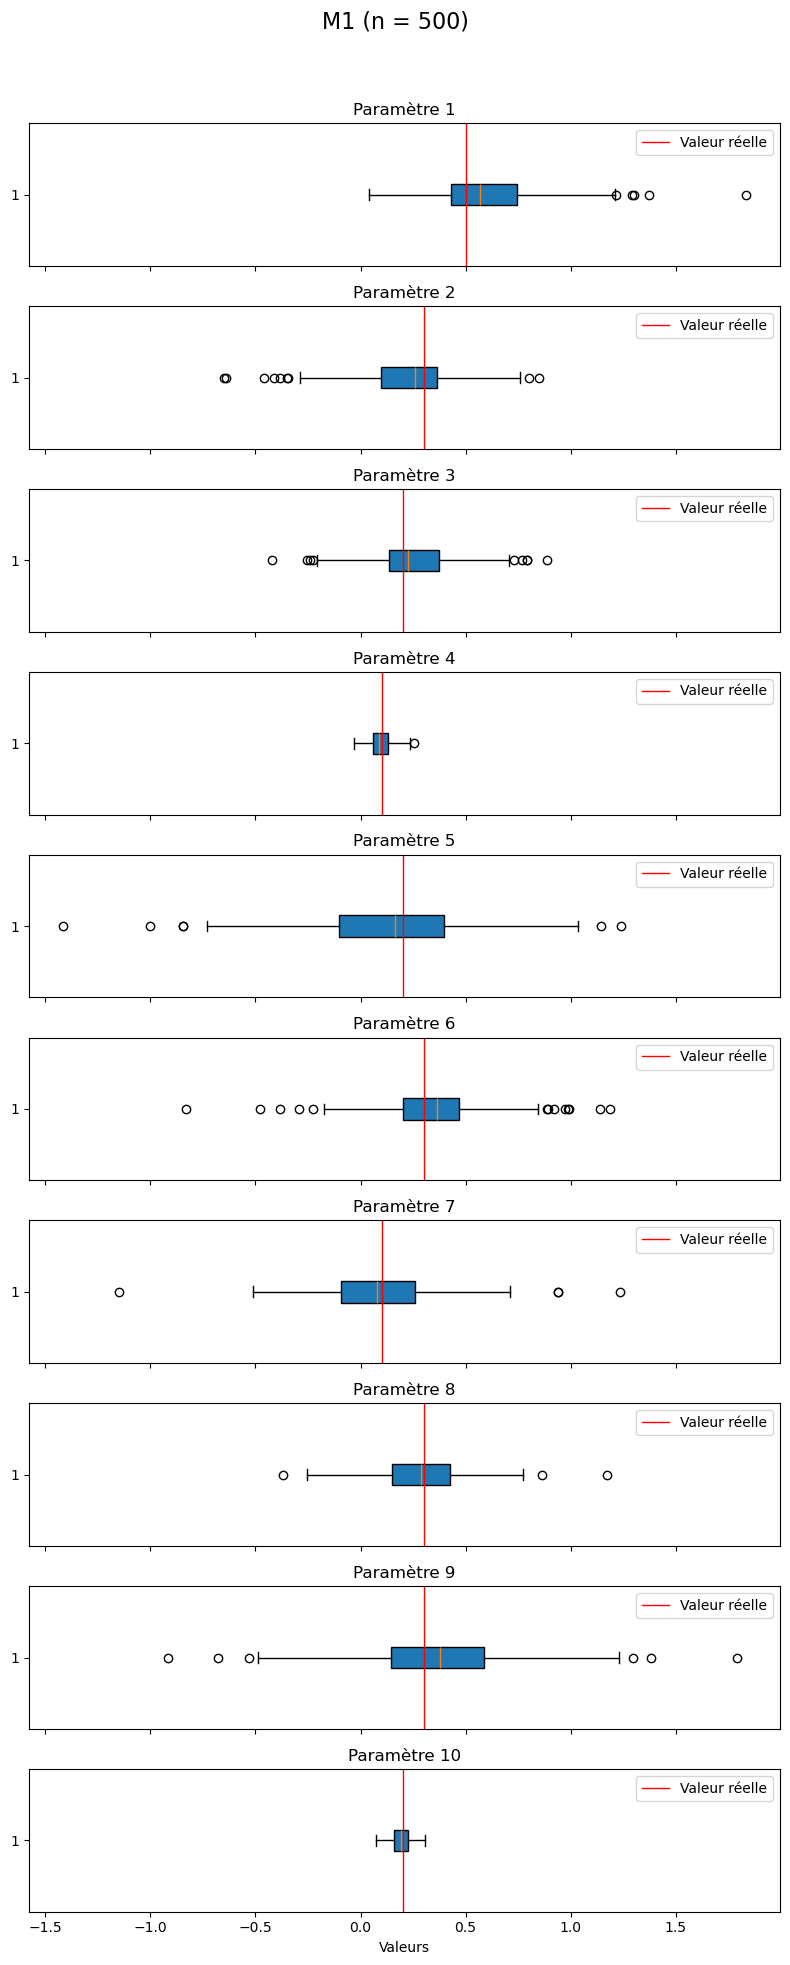 M1 (n = 500)
Paramètre 1
Valeur réelle
1
Paramètre 2
Valeur réelle
1
Paramètre 3
Valeur réelle
1
Paramètre 4
Valeur réelle
1
Paramètre 5
Valeur réelle
1
Paramètre 6
Valeur réelle
1
Paramètre 7
Valeur réelle
1
Paramètre 8
Valeur réelle
1
Paramètre 9
Valeur réelle
1
Paramètre 10
Valeur réelle
1
−1.5 −1.0 −0.5 0.0 0.5 1.0 1.5
Valeurs